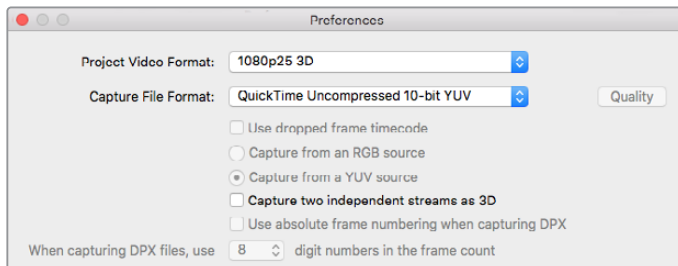 Preferences
Project Video Format: 1080p25 3D
Capture File Format: QuickTime Uncompressed 10-bit YUV Quality
Use dropped frame timecode
Capture from an RGB source
Capture from a YUV source
Capture two independent streams as 3D
Use absolute frame numbering when capturing DPX
When capturing DPX files, use 8 digit numbers in the frame count